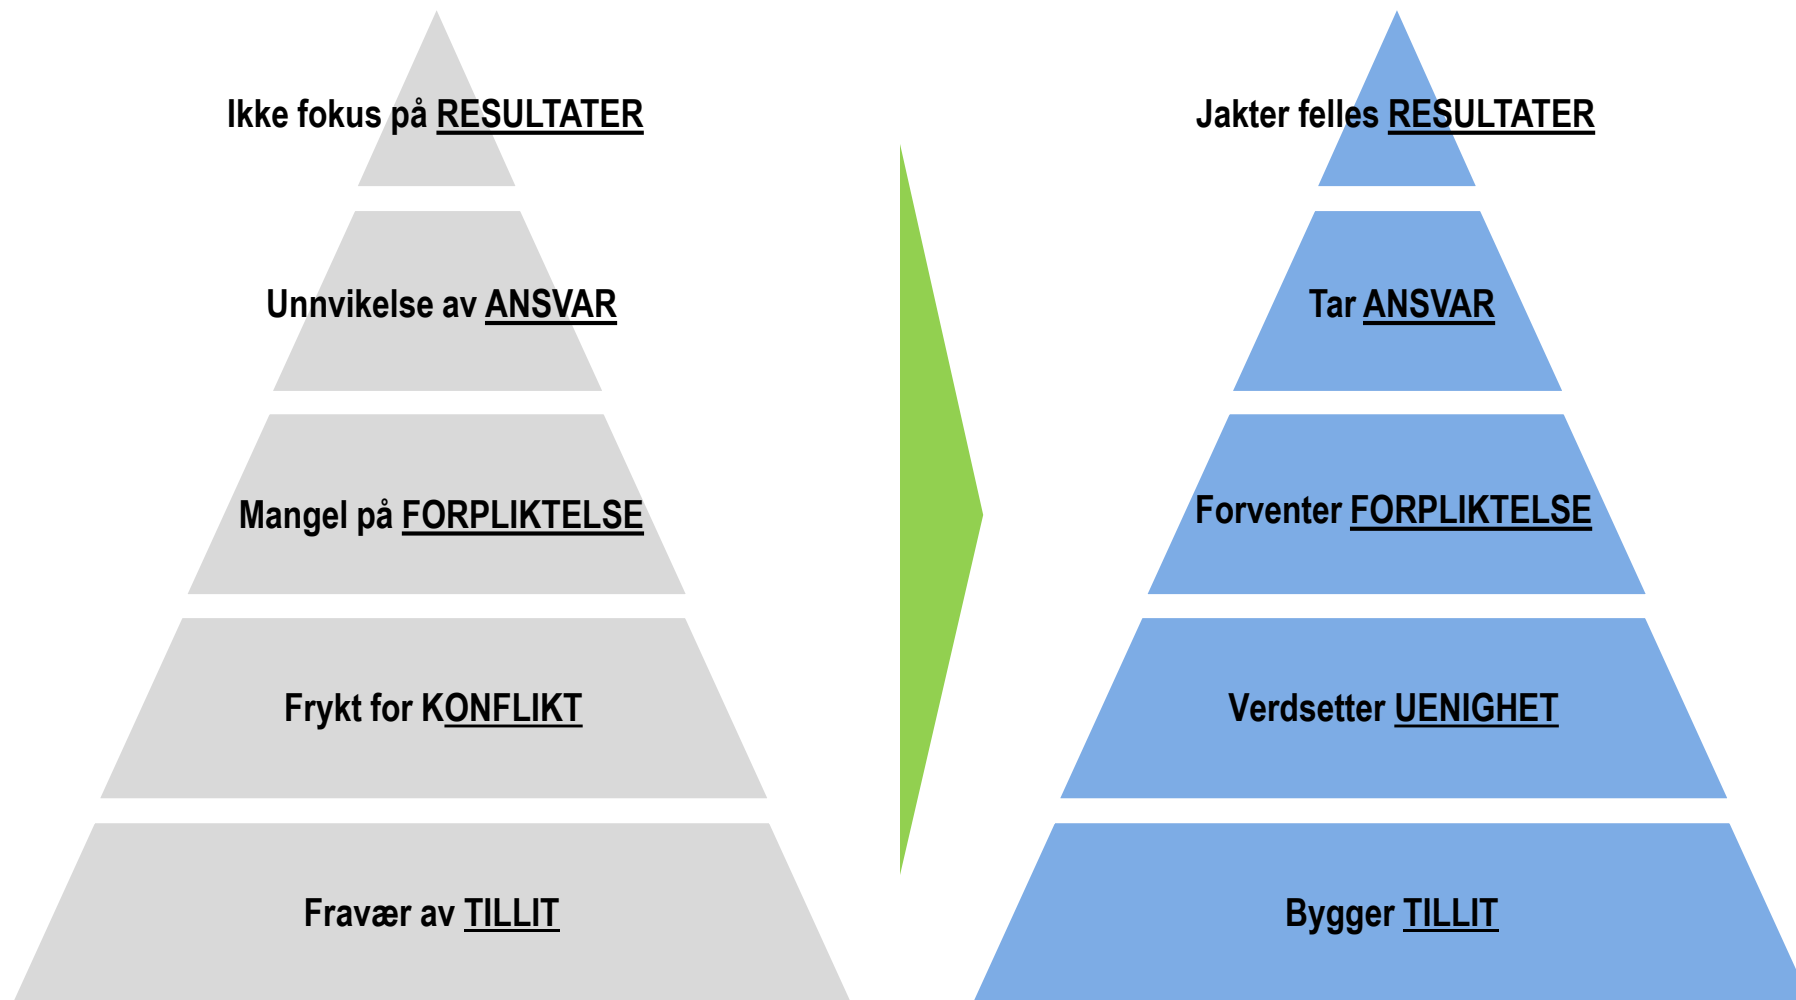 Ikke fokus på RESULTATER
Unnvikelse av ANSVAR
Mangel på FORPLIKTELSE
Frykt for KONFLIKT
Fravær av TILLIT
Jakter felles RESULTATER
Tar ANSVAR
Forventer FORPLIKTELSE
Verdsetter UENIGHET
Bygger TILLIT